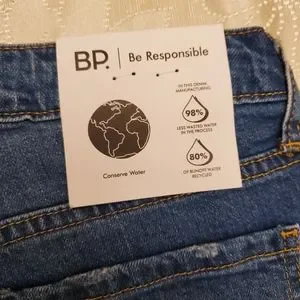 BP. | Be Responsible
IN THIS DENIM
MANUFACTURING
98%
LESS WASTED WATER
IN THE PROCESS
80%
OF RUNOFF WATER
RECYCLED
Conserve Water